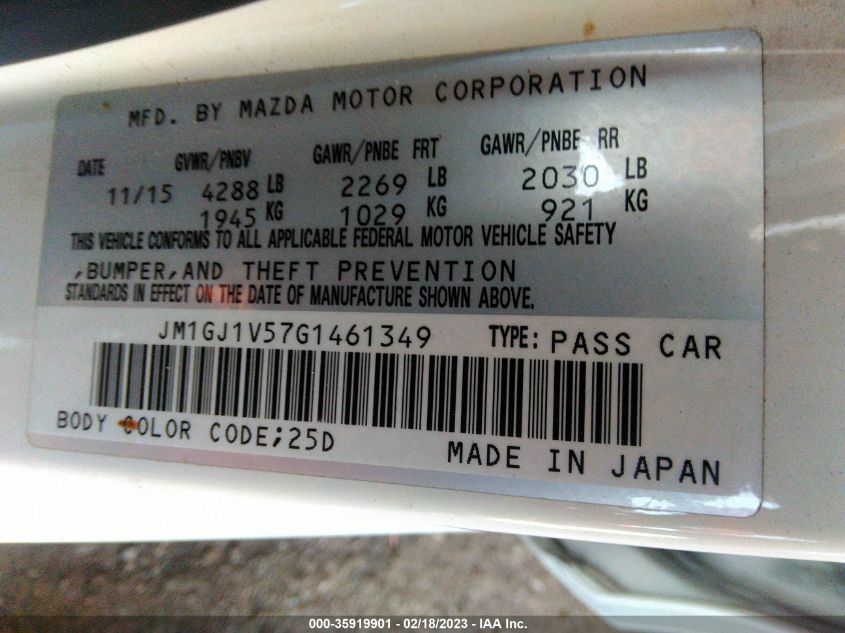 MFD. BY MAZDA MOTOR CORPORATION
DATE GVWR/PNBV GAWR/PNBE FRT GAWR/PNBE RR
11/15 4288 LB 2269 LB 2030 LB
1945 KG 1029 KG 921 KG
THIS VEHICLE CONFORMS TO ALL APPLICABLE FEDERAL MOTOR VEHICLE SAFETY
,BUMPER,AND THEFT PREVENTION
STANDARDS IN EFFECT ON THE DATE OF MANUFACTURE SHOWN ABOVE.
JM1GJ1V57G1461349 TYPE: PASS CAR
BODY COLOR CODE;25D MADE IN JAPAN
000-35919901 — 02/18/2023 — IAA Inc.